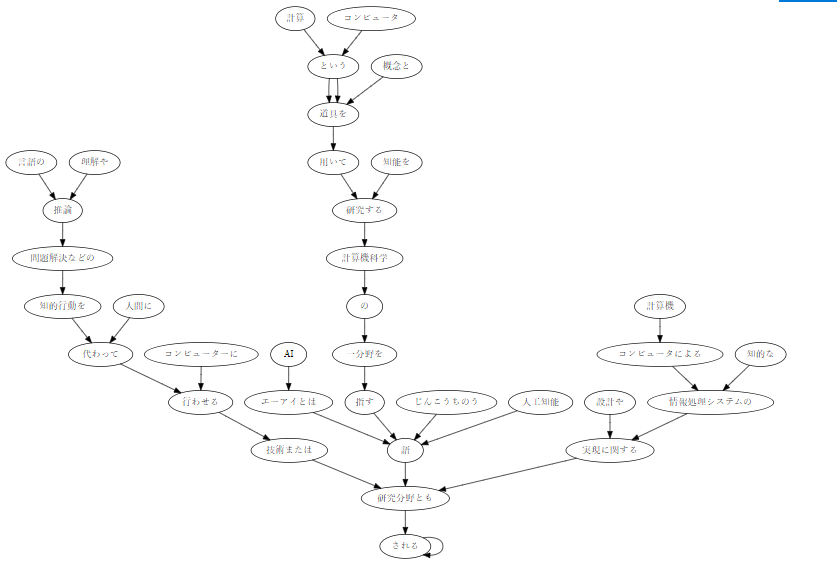 計算 コンピュータ
という 概念と
道具を
言語の 理解や 用いて 知能を
推論 研究する
問題解決などの 計算機科学
知的行動を 人間に の 計算機
代わって コンピューターに AI 一分野を コンピュータによる 知的な
行わせる エーアイとは 指す じんこうちのう 人工知能 設計や 情報処理システムの
技術または 語 実現に関する
研究分野とも
される